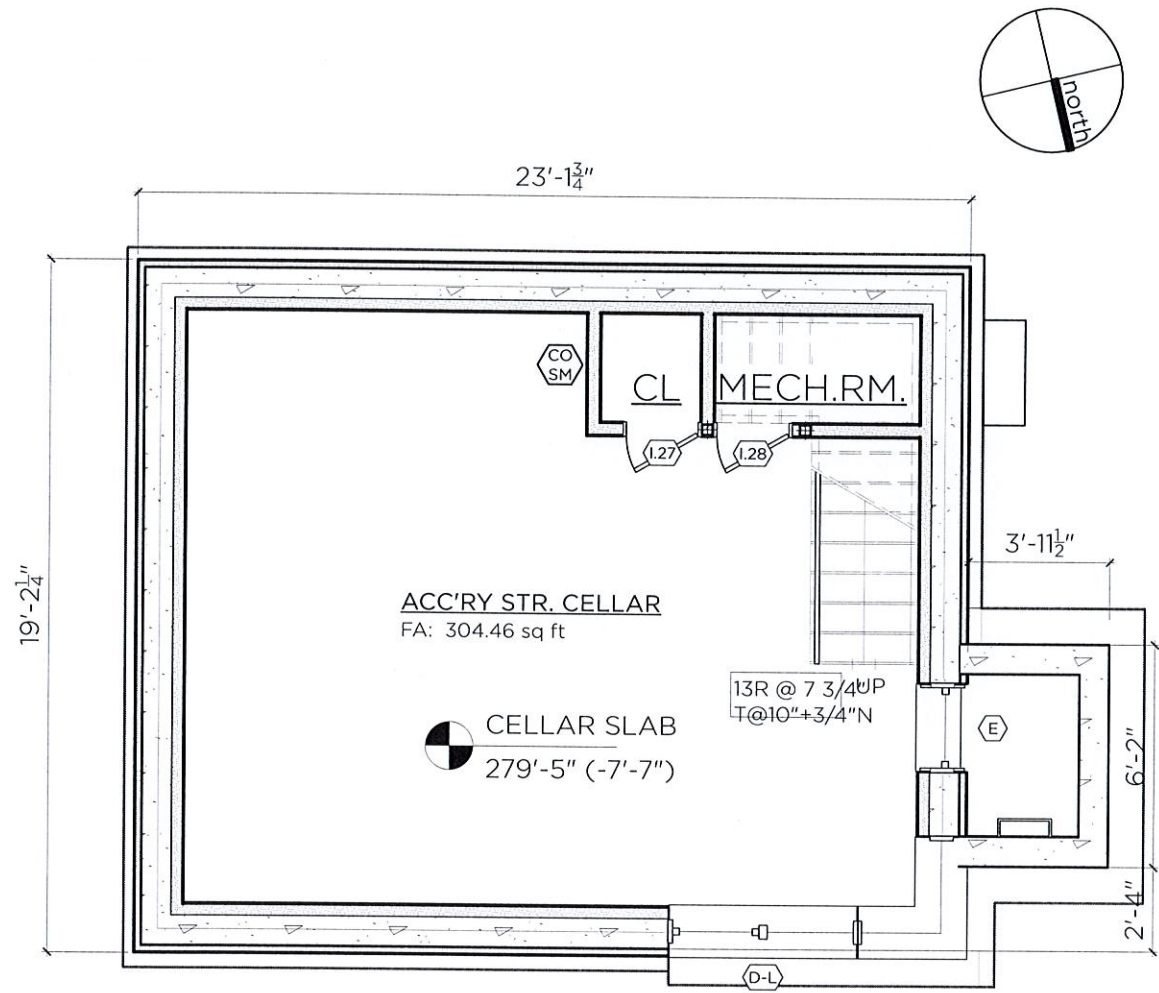 north
23'-1¾"
CO
SM
CL
MECH.RM.
1.27
1.28
3'-11½"
19'-2¼"
ACC'RY STR. CELLAR
FA: 304.46 sq ft
13R @ 7 3/4" UP
T@10"+3/4"N
E
CELLAR SLAB
279'-5" (-7'-7")
6'-2"
2'-4"
D-L